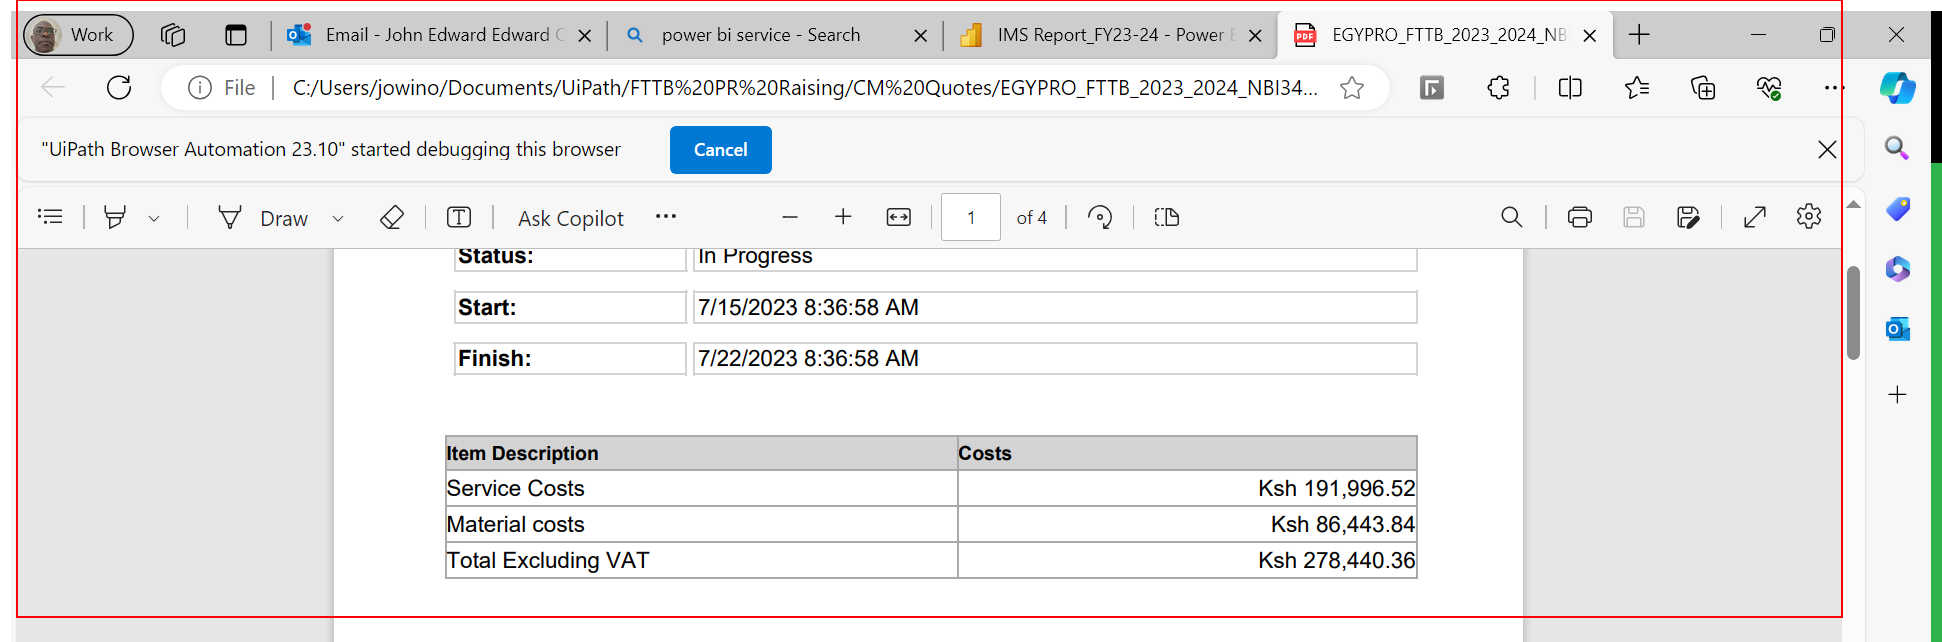 Work
Email - John Edward Edward
power bi service - Search
IMS Report_FY23-24 - Power
EGYPRO_FTTB_2023_2024_NB
File
C:/Users/jowino/Documents/UiPath/FTTB%20PR%20Raising/CM%20Quotes/EGYPRO_FTTB_2023_2024_NBI34...
"UiPath Browser Automation 23.10" started debugging this browser
Cancel
Draw
Ask Copilot
1
of 4
Status: In Progress
Start: 7/15/2023 8:36:58 AM
Finish: 7/22/2023 8:36:58 AM
Item Description Costs
Service Costs Ksh 191,996.52
Material costs Ksh 86,443.84
Total Excluding VAT Ksh 278,440.36